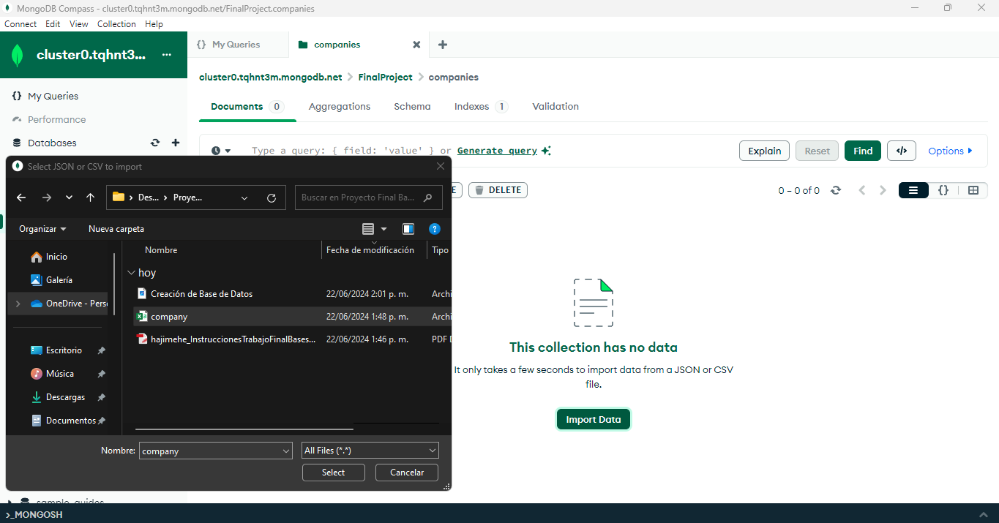 MongoDB Compass - cluster0.tqhnt3m.mongodb.net/FinalProject.companies
Connect Edit View Collection Help
cluster0.tqhnt3... ...
{} My Queries
companies
cluster0.tqhnt3m.mongodb.net > FinalProject > companies
{} My Queries
Performance
Databases
Documents 0 Aggregations Schema Indexes 1 Validation
Type a query: { field: 'value' } or Generate query
Explain Reset Find </> Options
E DELETE
0 – 0 of 0
{}
Select JSON or CSV to import
Des... > Proye...
Buscar en Proyecto Final Ba...
Organizar Nueva carpeta
?
Inicio
Galería
OneDrive - Pers
Escritorio
Música
Descargas
Documentos
Nombre Fecha de modificación Tipo
hoy
Creación de Base de Datos 22/06/2024 2:01 p. m. Archi
company 22/06/2024 1:48 p. m. Archi
hajimehe_InstruccionesTrabajoFinalBases... 22/06/2024 1:46 p. m. PDF D
Nombre: company All Files (*.*)
Select Cancelar
This collection has no data
It only takes a few seconds to import data from a JSON or CSV
file.
Import Data
sample_guides
>_MONGOSH